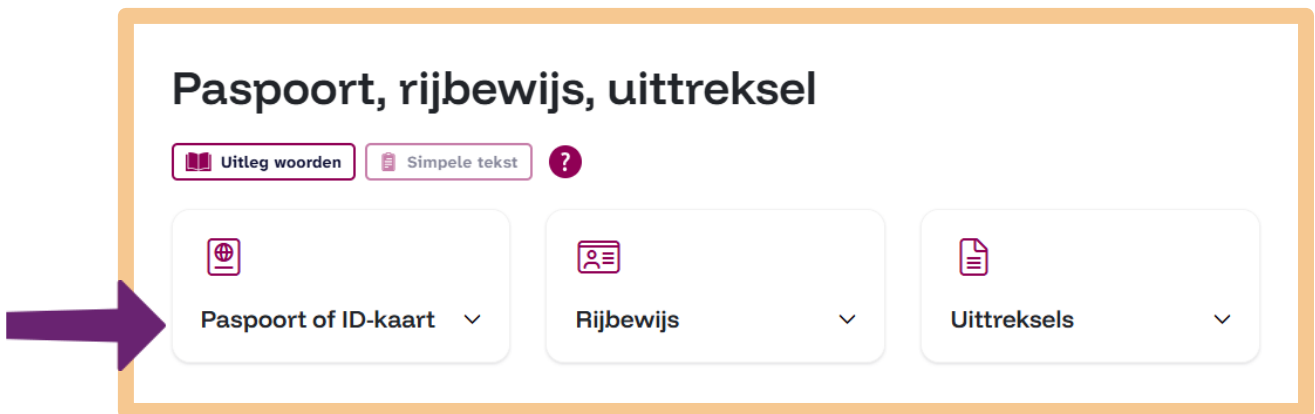 Paspoort, rijbewijs, uittreksel
Uitleg woorden
Simpele tekst
?
Paspoort of ID-kaart
Rijbewijs
Uittreksels